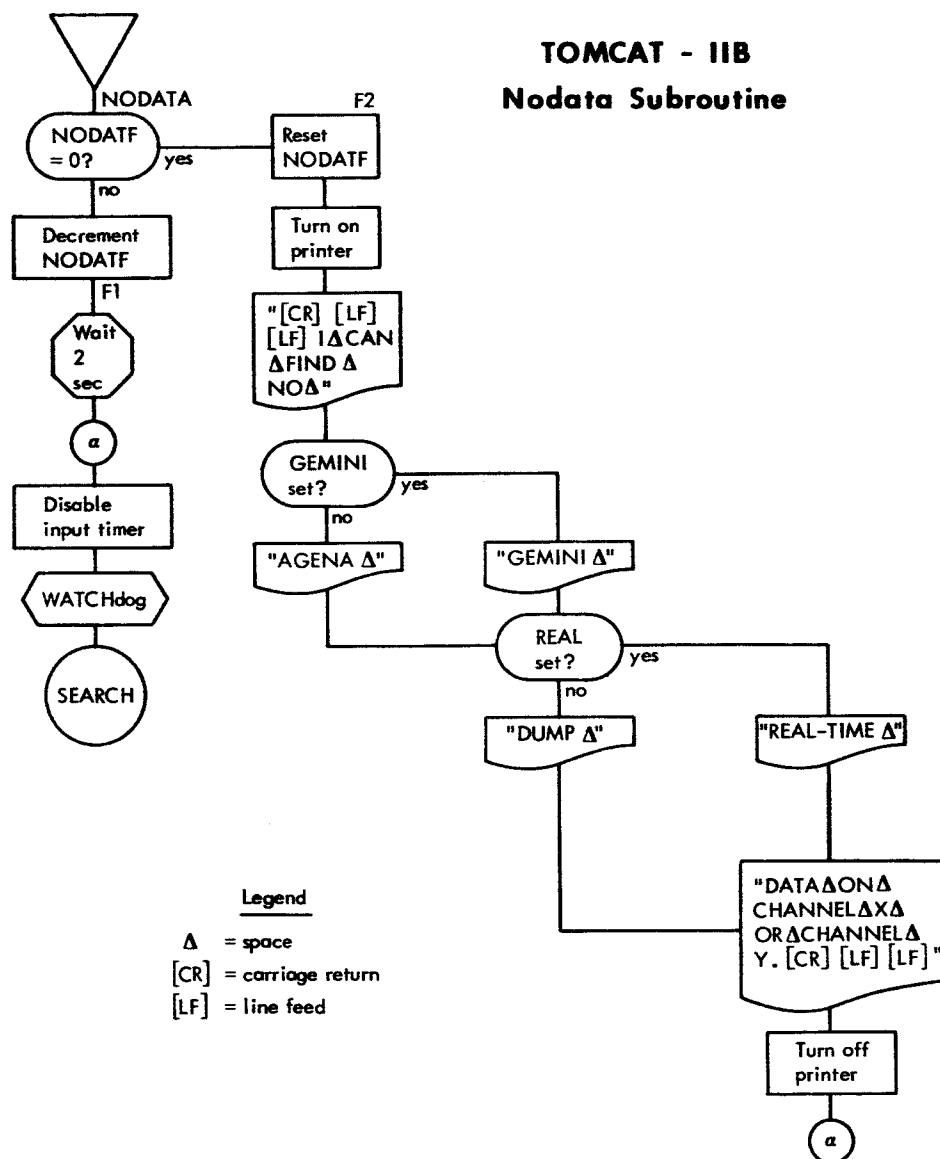 TOMCAT - IIB
Nodata Subroutine
NODATA
NODATF
= 0?
yes
no
F2
Reset
NODATF
Decrement
NODATF
F1
Wait
2
sec
α
Disable
input timer
WATCHdog
SEARCH
Turn on
printer
"[CR] [LF]
[LF] IΔCAN
ΔFINDΔ
NOΔ"
GEMINI
set?
yes
no
"AGENA Δ"
"GEMINI Δ"
REAL
set?
yes
no
"DUMP Δ"
"REAL-TIME Δ"
"DATAΔONΔ
CHANNELΔXΔ
ORΔCHANNELΔ
Y. [CR] [LF] [LF]"
Turn off
printer
α
Legend
Δ = space
[CR] = carriage return
[LF] = line feed